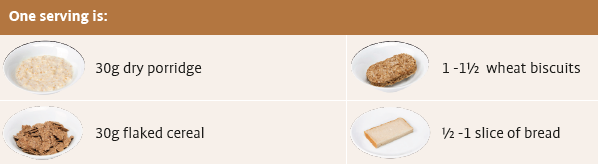 One serving is:
30g dry porridge
1 -1½ wheat biscuits
30g flaked cereal
½ -1 slice of bread